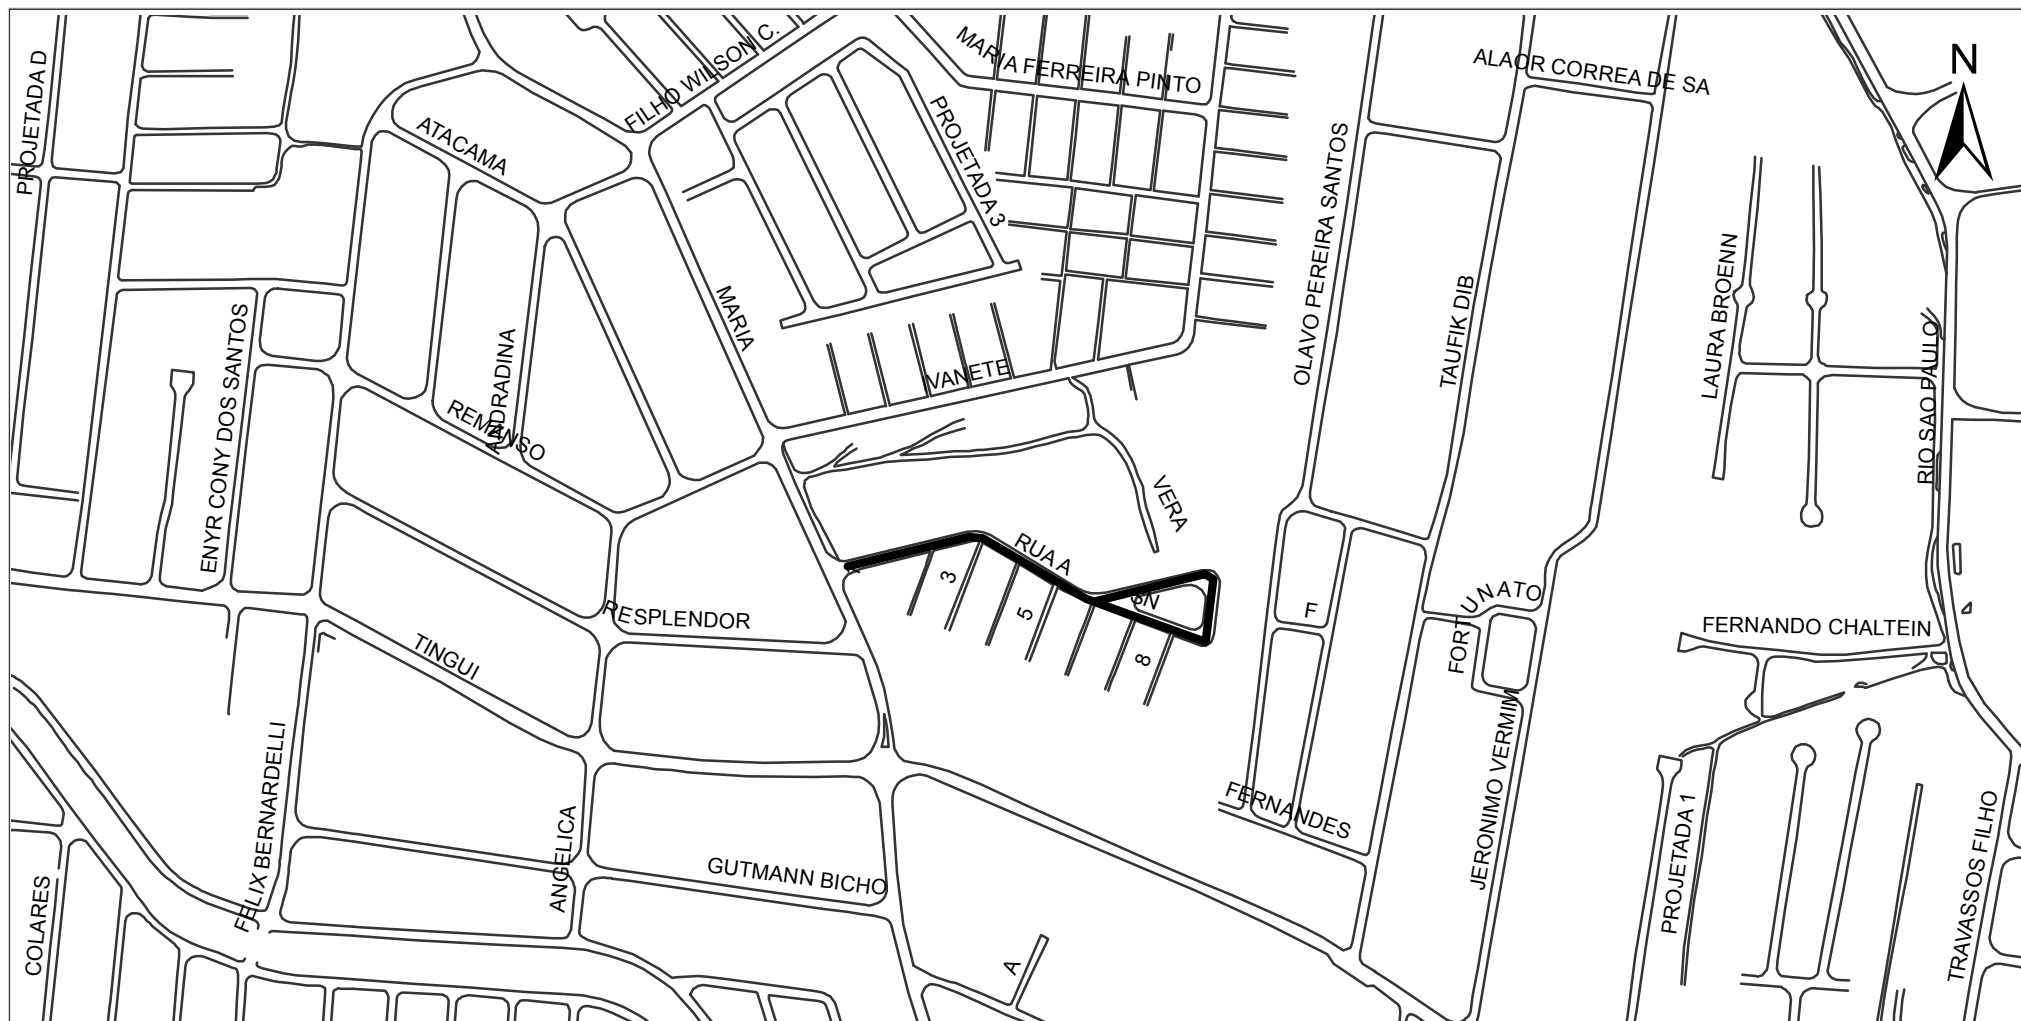 N
PROJETADA D
ATACAMA
FILHO WILSON C.
MARIA FERREIRA PINTO
ALAOR CORREA DE SA
PROJETADA 3
OLAVO PEREIRA SANTOS
TAUFIK DIB
LAURA BROENN
RIO SAO PAULO
ENYR CONY DOS SANTOS
MARIA
IVANETE
REMANSO
VERA
RUA A
3
5
SN
8
F
FORTUNATO
FERNANDO CHALTEIN
RESPLENDOR
TINGUI
FELIX BERNARDELLI
ANGELICA
GUTMANN BICHO
FERNANDES
JERONIMO VERMIM
PROJETADA 1
TRAVASSOS FILHO
COLARES
A